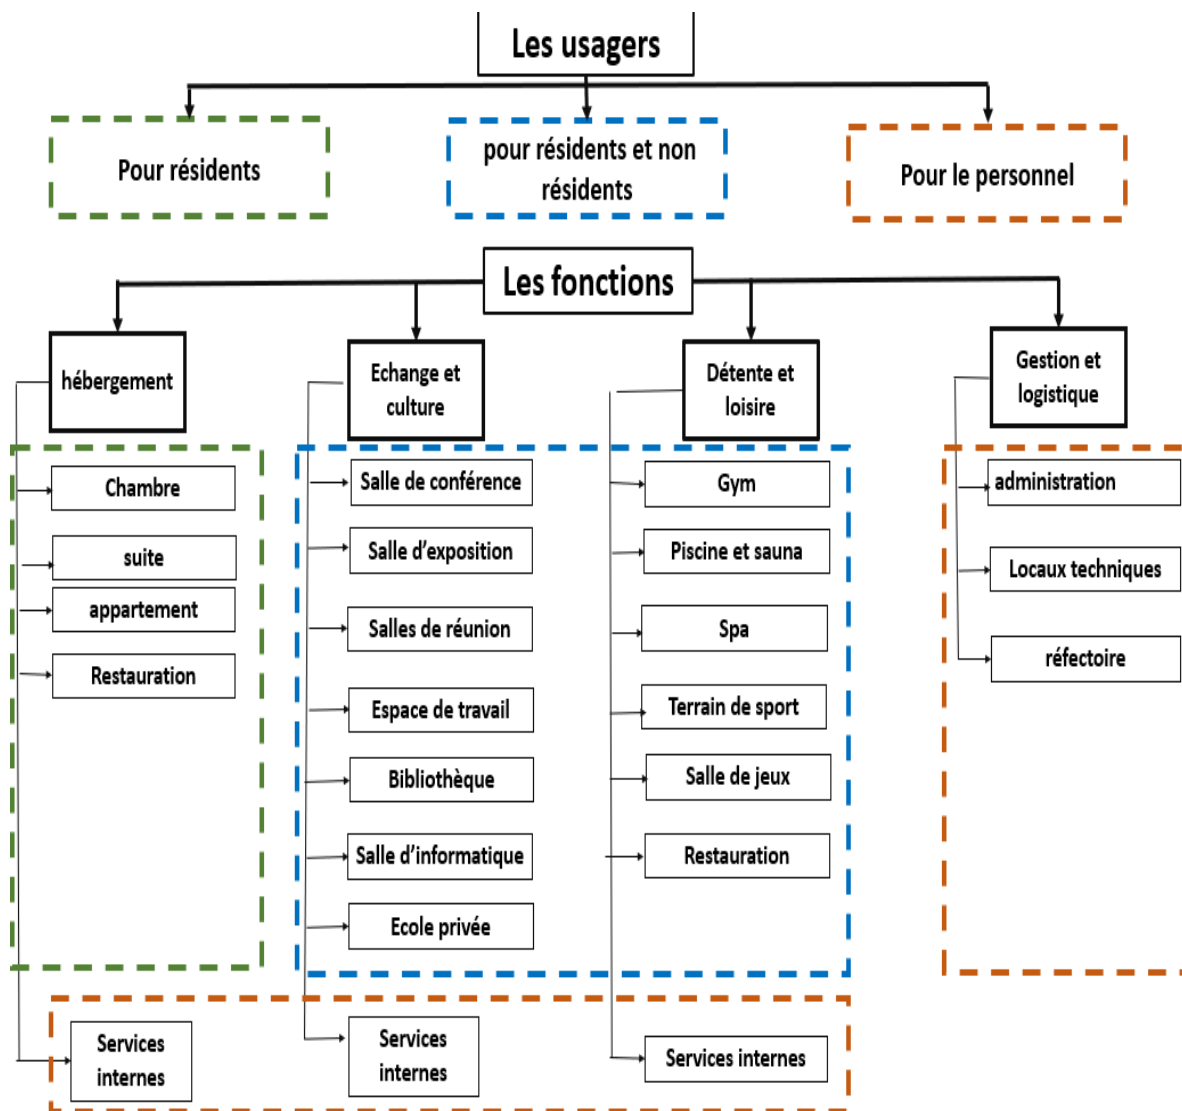 Les usagers
Pour résidents
pour résidents et non
résidents
Pour le personnel
Les fonctions
hébergement
Echange et
culture
Détente et
loisire
Gestion et
logistique
Chambre
suite
appartement
Restauration
Salle de conférence
Salle d’exposition
Salles de réunion
Espace de travail
Bibliothèque
Salle d’informatique
Ecole privée
Gym
Piscine et sauna
Spa
Terrain de sport
Salle de jeux
Restauration
administration
Locaux techniques
réfectoire
Services
internes
Services
internes
Services internes